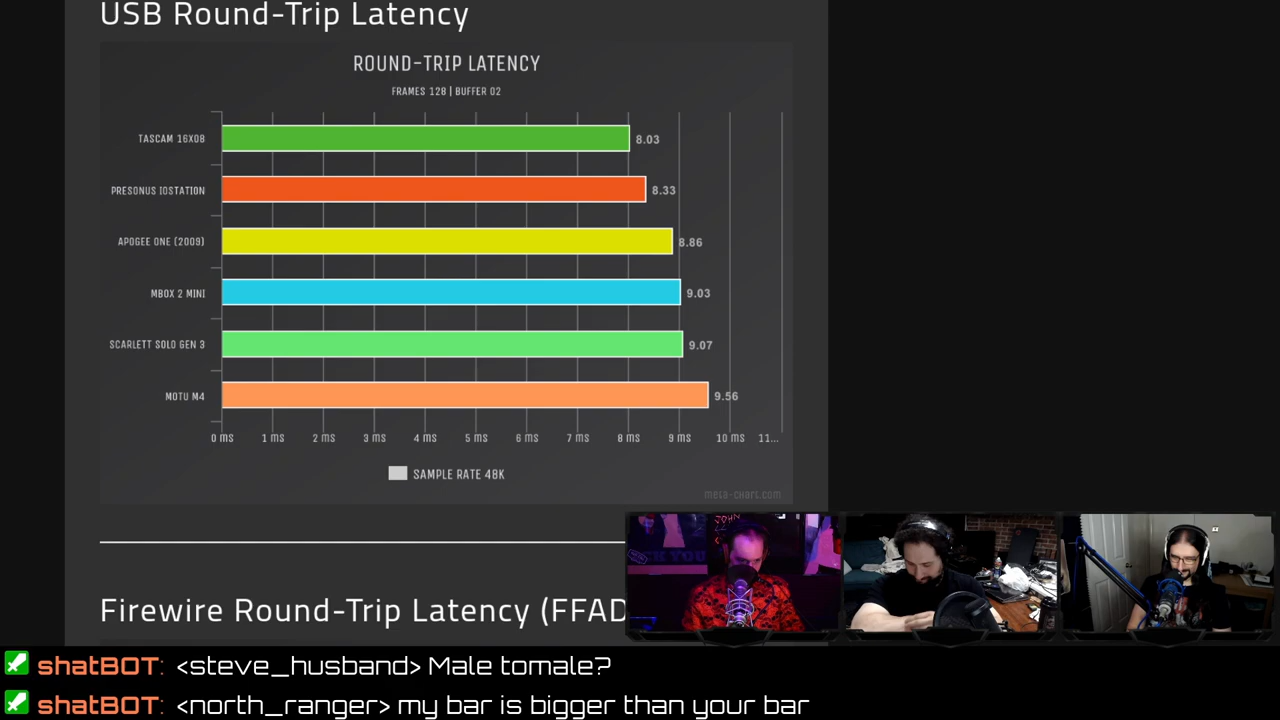 USB Round-Trip Latency
ROUND-TRIP LATENCY
FRAMES 128 | BUFFER 02
TASCAM 16X08
8.03
PRESONUS IOSTATION
8.33
APOGEE ONE (2009)
8.86
MBOX 2 MINI
9.03
SCARLETT SOLO GEN 3
9.07
MOTU M4
9.56
0 ms 1 ms 2 ms 3 ms 4 ms 5 ms 6 ms 7 ms 8 ms 9 ms 10 ms 11...
SAMPLE RATE 48K
meta-chart.com
JOHN
Firewire Round-Trip Latency (FFAD
shatBOT: <steve_husband> Male tomale?
shatBOT: <north_ranger> my bar is bigger than your bar